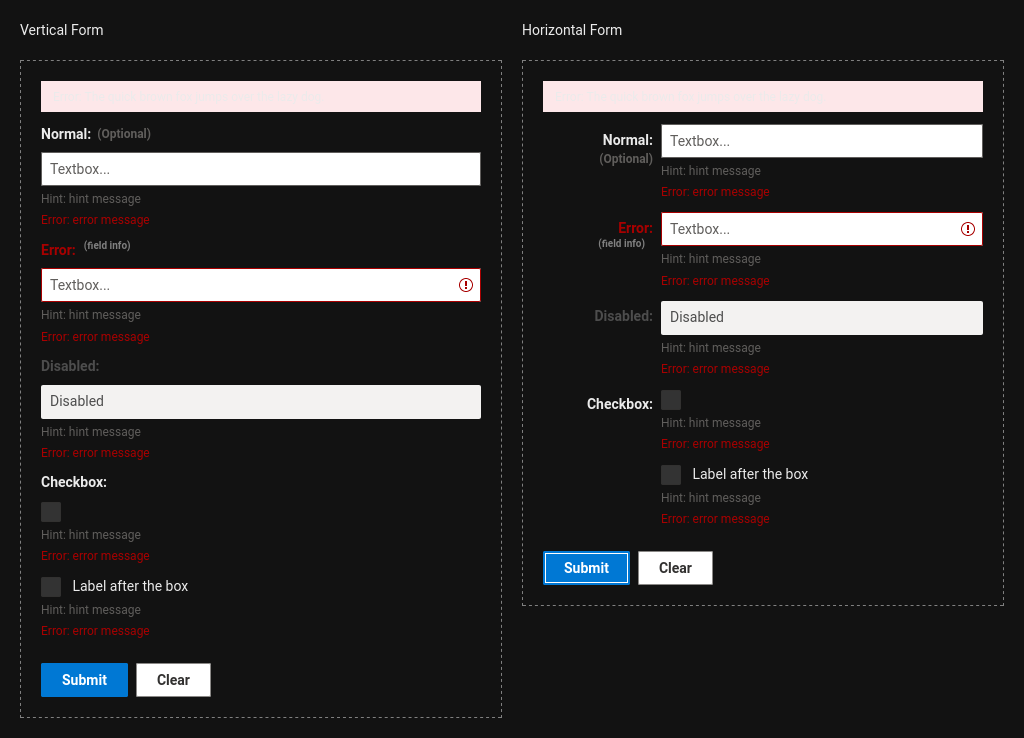 Vertical Form
Normal: (Optional)
Textbox...
Hint: hint message
Error: error message
Error: (field info)
Textbox...
Hint: hint message
Error: error message
Disabled:
Disabled
Hint: hint message
Error: error message
Checkbox:
Hint: hint message
Error: error message
Label after the box
Hint: hint message
Error: error message
Submit
Clear
Horizontal Form
Normal:
(Optional)
Textbox...
Hint: hint message
Error: error message
Error:
(field info)
Textbox...
Hint: hint message
Error: error message
Disabled:
Disabled
Hint: hint message
Error: error message
Checkbox:
Hint: hint message
Error: error message
Label after the box
Hint: hint message
Error: error message
Submit
Clear